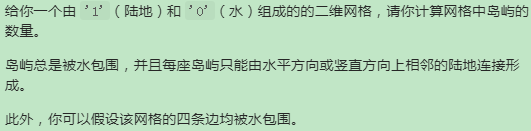 给你一个由 '1'（陆地）和 '0'（水）组成的的二维网格，请你计算网格中岛屿的
数量。
岛屿总是被水包围，并且每座岛屿只能由水平方向或竖直方向上相邻的陆地连接形
成。
此外，你可以假设该网格的四条边均被水包围。